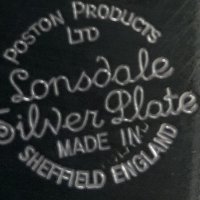 POSTON PRODUCTS
LTD
Lonsdale
Silver Plate
MADE IN
SHEFFIELD ENGLAND